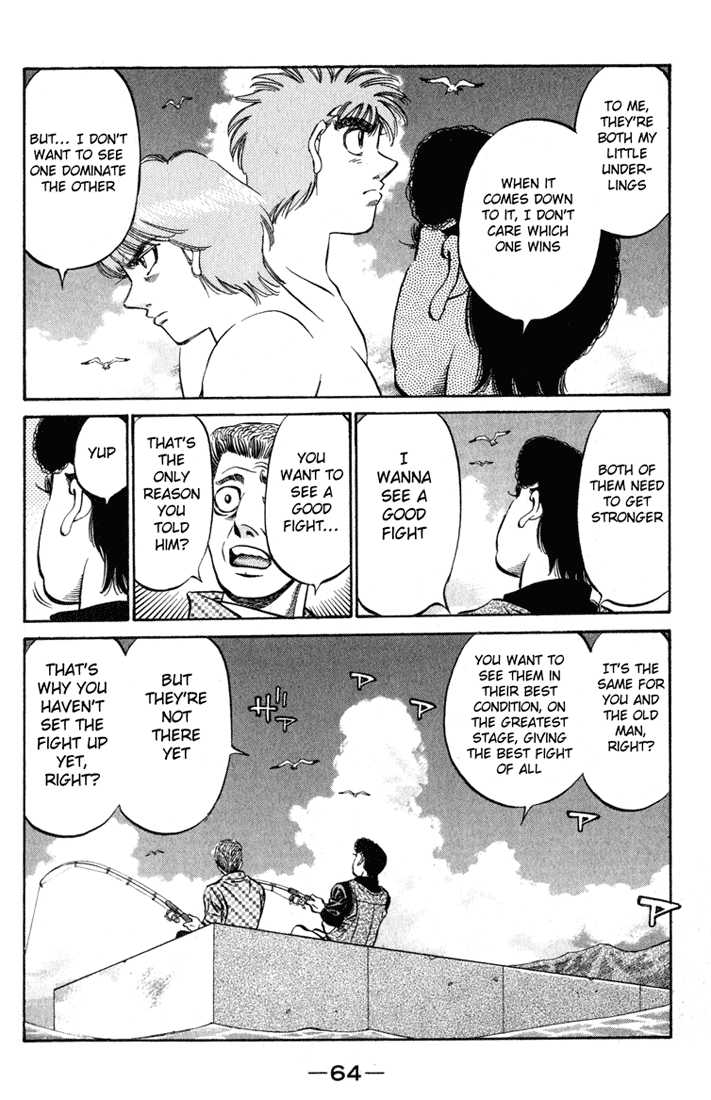 TO ME,
THEY'RE
BOTH MY
LITTLE
UNDER-
LINGS
WHEN IT
COMES DOWN
TO IT, I DON'T
CARE WHICH
ONE WINS
BUT... I DON'T
WANT TO SEE
ONE DOMINATE
THE OTHER
BOTH OF
THEM NEED
TO GET
STRONGER
I
WANNA
SEE A
GOOD
FIGHT
YOU
WANT TO
SEE A
GOOD
FIGHT...
THAT'S
THE
ONLY
REASON
YOU
TOLD
HIM?
YUP
IT'S THE
SAME FOR
YOU AND
THE OLD
MAN,
RIGHT?
YOU WANT TO
SEE THEM IN
THEIR BEST
CONDITION, ON
THE GREATEST
STAGE, GIVING
THE BEST FIGHT
OF ALL
BUT
THEY'RE
NOT
THERE
YET
THAT'S
WHY YOU
HAVEN'T
SET THE
FIGHT UP
YET,
RIGHT?
—64—